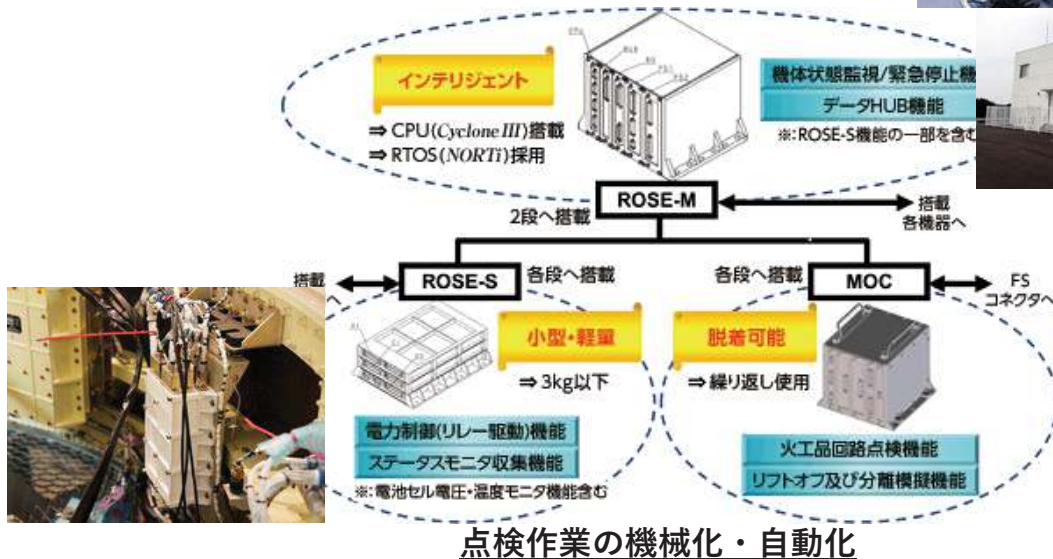 インテリジェント
⇒ CPU(Cyclone III)搭載
⇒ RTOS(NORTi)採用
機体状態監視/緊急停止機
データHUB機能
※:ROSE-S機能の一部を含む
ROSE-M
2段へ搭載
搭載
各機器へ
搭載
へ
ROSE-S
各段へ搭載
各段へ搭載
MOC
FS
コネクタへ
小型・軽量
⇒ 3kg以下
脱着可能
⇒ 繰り返し使用
電力制御(リレー駆動)機能
ステータスモニタ収集機能
※:電池セル電圧・温度モニタ機能含む
火工品回路点検機能
リフトオフ及び分離模擬機能
点検作業の機械化・自動化